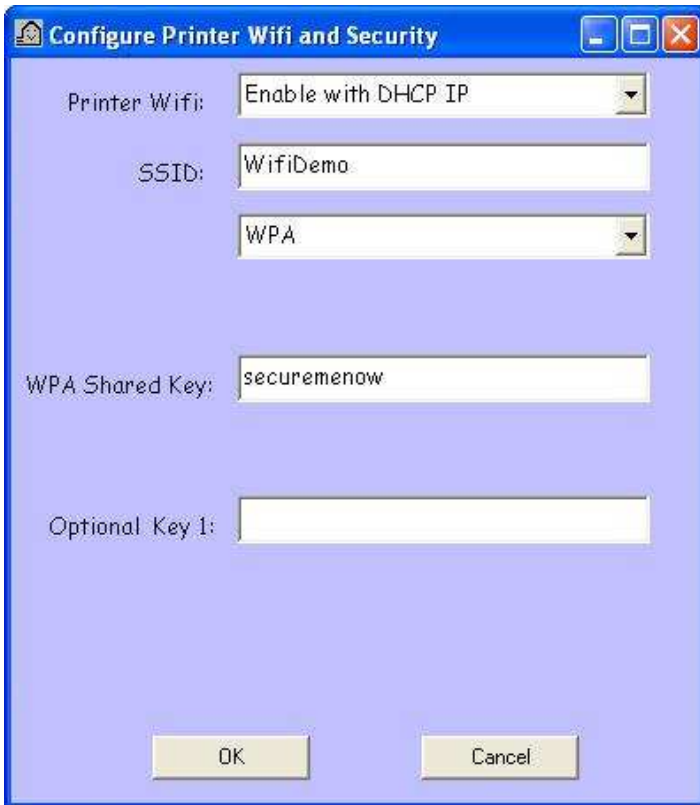 Configure Printer Wifi and Security
Printer Wifi: Enable with DHCP IP
SSID: WifiDemo
WPA
WPA Shared Key: securemenow
Optional Key 1:
OK Cancel